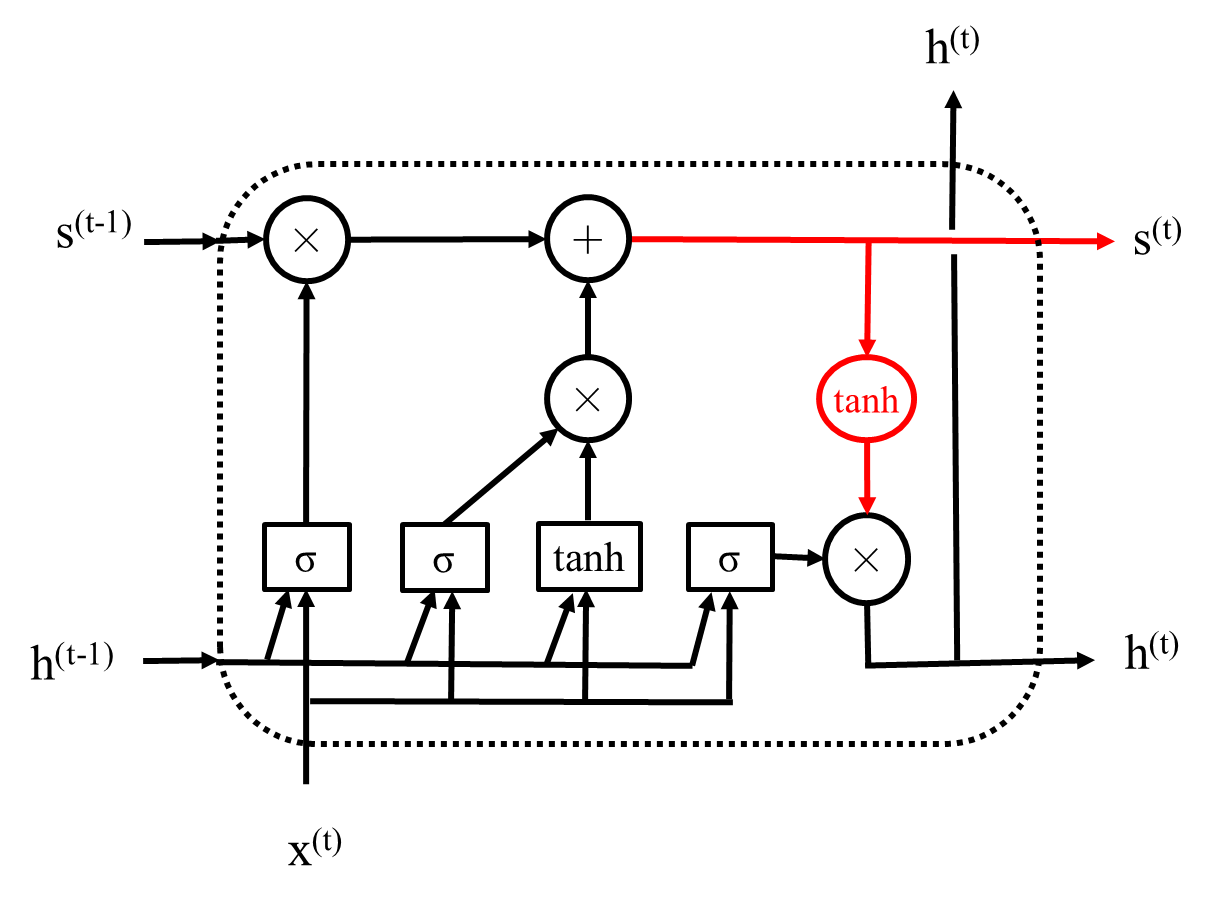 h^(t)
s^(t-1)
×
+
s^(t)
×
tanh
σ
σ
tanh
σ
×
h^(t-1)
h^(t)
x^(t)